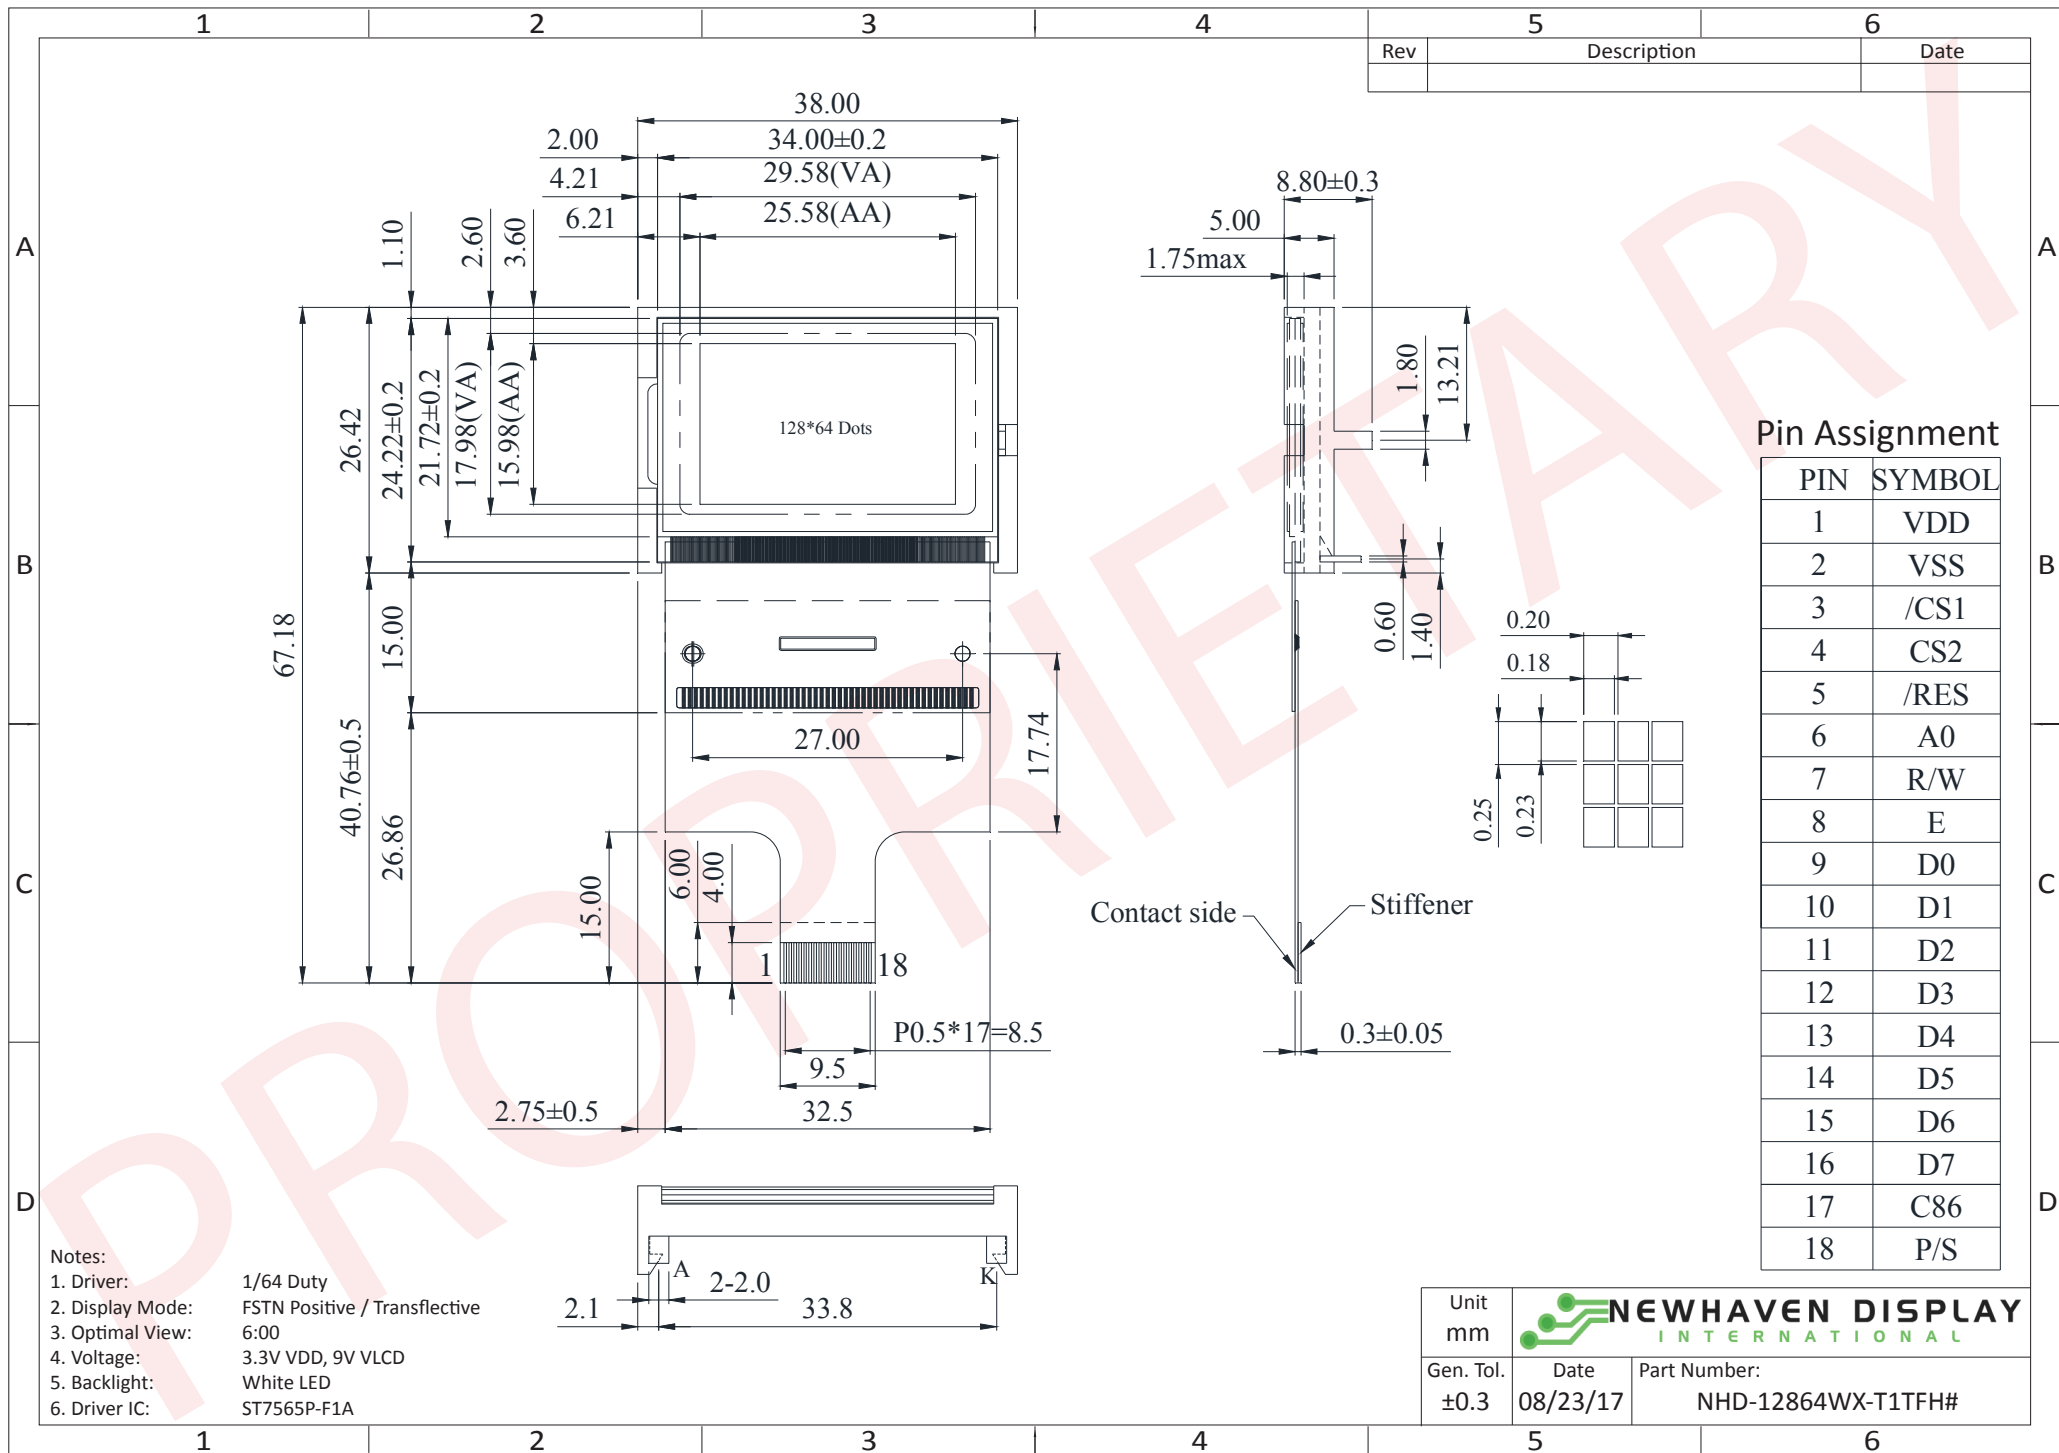 1 2 3 4 5 6
Rev Description Date
38.00
2.00 34.00±0.2
4.21 29.58(VA)
6.21 25.58(AA)
1.10
2.60
3.60
8.80±0.3
5.00
1.75max
A A
67.18
26.42
24.22±0.2
21.72±0.2
17.98(VA)
15.98(AA)
128*64 Dots
1.80
13.21
B B
40.76±0.5
15.00
26.86
0.60
1.40
27.00
17.74
0.20
0.18
0.25
0.23
C C
15.00
6.00
4.00
1 18
Contact side
Stiffener
P0.5*17=8.5
0.3±0.05
9.5
2.75±0.5 32.5
Pin Assignment
PIN SYMBOL
1 VDD
2 VSS
3 /CS1
4 CS2
5 /RES
6 A0
7 R/W
8 E
9 D0
10 D1
11 D2
12 D3
13 D4
14 D5
15 D6
16 D7
17 C86
18 P/S
D D
A K
2-2.0
2.1 33.8
Notes:
1. Driver: 1/64 Duty
2. Display Mode: FSTN Positive / Transflective
3. Optimal View: 6:00
4. Voltage: 3.3V VDD, 9V VLCD
5. Backlight: White LED
6. Driver IC: ST7565P-F1A
Unit
mm
NEWHAVEN DISPLAY
INTERNATIONAL
Gen. Tol.
±0.3
Date
08/23/17
Part Number:
NHD-12864WX-T1TFH#
1 2 3 4 5 6
PROPRIETARY